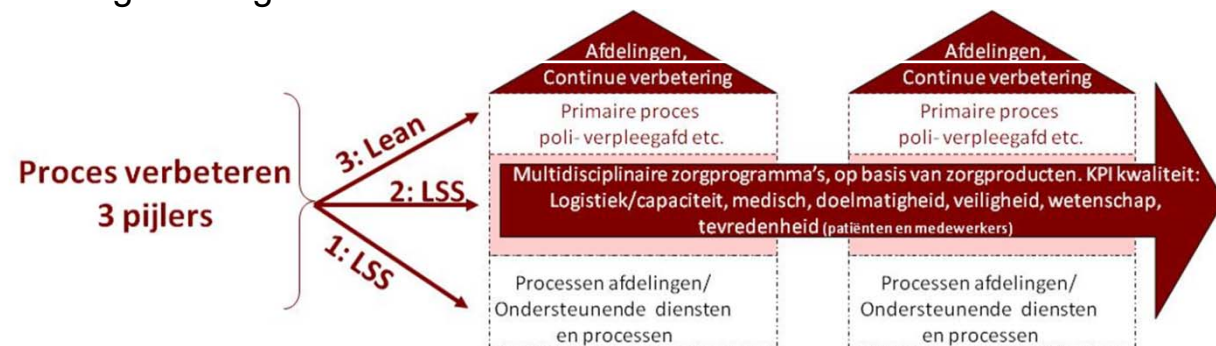 Proces verbeteren
3 pijlers
3: Lean
2: LSS
1: LSS
Afdelingen,
Continue verbetering
Primaire proces
poli- verpleegafd etc.
Afdelingen,
Continue verbetering
Primaire proces
poli- verpleegafd etc.
Multidisciplinaire zorgprogramma's, op basis van zorgproducten. KPI kwaliteit:
Logistiek/capaciteit, medisch, doelmatigheid, veiligheid, wetenschap,
tevredenheid (patiënten en medewerkers)
Processen afdelingen/
Ondersteunende diensten
en processen
Processen afdelingen/
Ondersteunende diensten
en processen